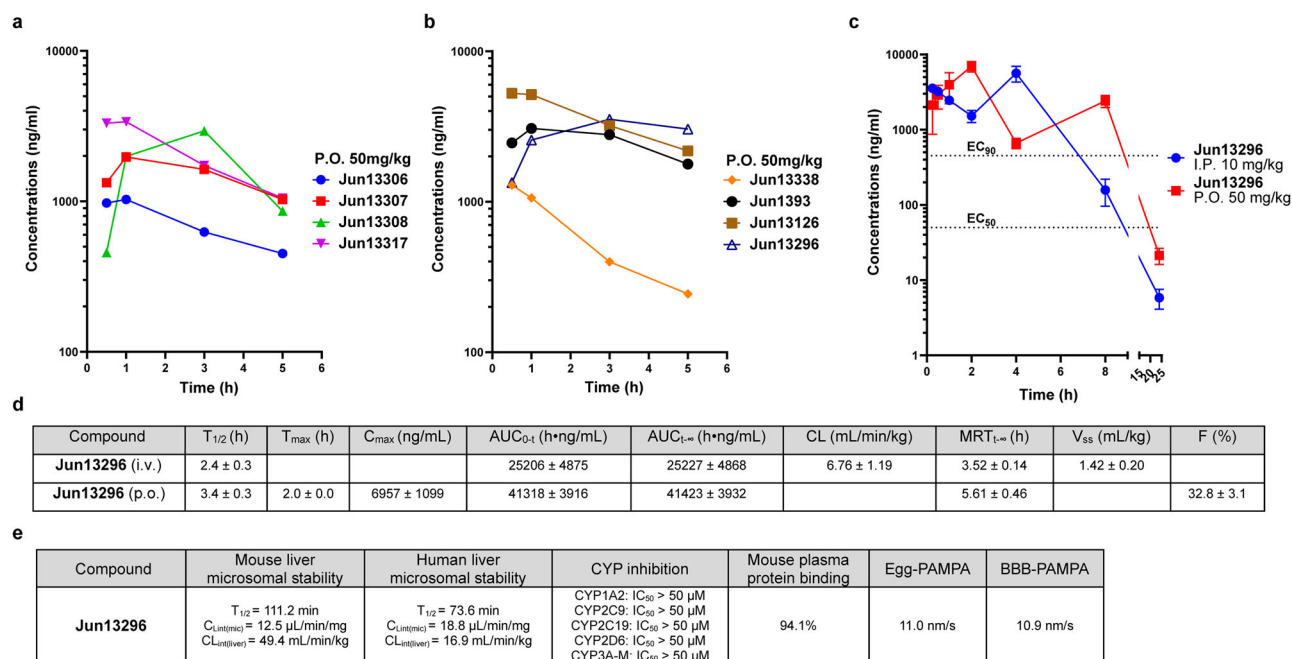 a
b
c
10000
1000
100
Concentrations (ng/ml)
0 1 2 3 4 5 6
Time (h)
P.O. 50mg/kg
Jun13306
Jun13307
Jun13308
Jun13317
10000
1000
100
Concentrations (ng/ml)
0 1 2 3 4 5 6
Time (h)
P.O. 50mg/kg
Jun13338
Jun1393
Jun13126
Jun13296
10000
1000
100
10
1
Concentrations (ng/ml)
EC90
EC50
0 2 4 6 8 15 20 25
Time (h)
Jun13296
I.P. 10 mg/kg
Jun13296
P.O. 50 mg/kg
d
Compound T1/2 (h) Tmax (h) Cmax (ng/mL) AUC0-t (h•ng/mL) AUCt-∞ (h•ng/mL) CL (mL/min/kg) MRTt-∞ (h) Vss (mL/kg) F (%)
Jun13296 (i.v.) 2.4 ± 0.3 25206 ± 4875 25227 ± 4868 6.76 ± 1.19 3.52 ± 0.14 1.42 ± 0.20
Jun13296 (p.o.) 3.4 ± 0.3 2.0 ± 0.0 6957 ± 1099 41318 ± 3916 41423 ± 3932 5.61 ± 0.46 32.8 ± 3.1
e
Compound
Mouse liver
microsomal stability
Human liver
microsomal stability
CYP inhibition
Mouse plasma
protein binding
Egg-PAMPA
BBB-PAMPA
Jun13296
T1/2 = 111.2 min
CLint(mic) = 12.5 µL/min/mg
CLint(liver) = 49.4 mL/min/kg
T1/2 = 73.6 min
CLint(mic) = 18.8 µL/min/mg
CLint(liver) = 16.9 mL/min/kg
CYP1A2: IC50 > 50 µM
CYP2C9: IC50 > 50 µM
CYP2C19: IC50 > 50 µM
CYP2D6: IC50 > 50 µM
CYP3A-M: IC50 > 50 µM
94.1%
11.0 nm/s
10.9 nm/s